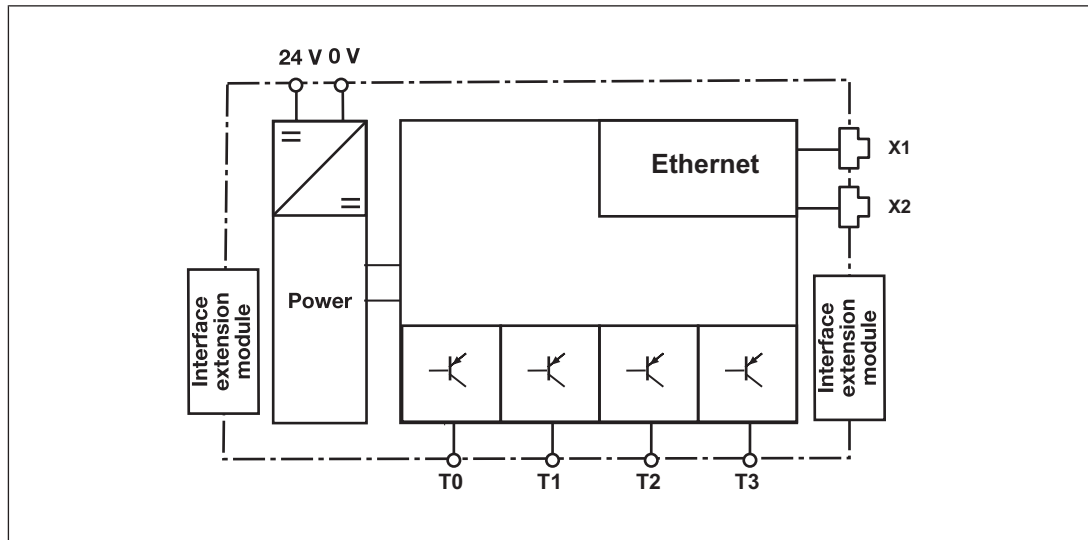 24 V 0 V
Ethernet
X1
X2
Power
Interface
extension
module
Interface
extension
module
T0 T1 T2 T3